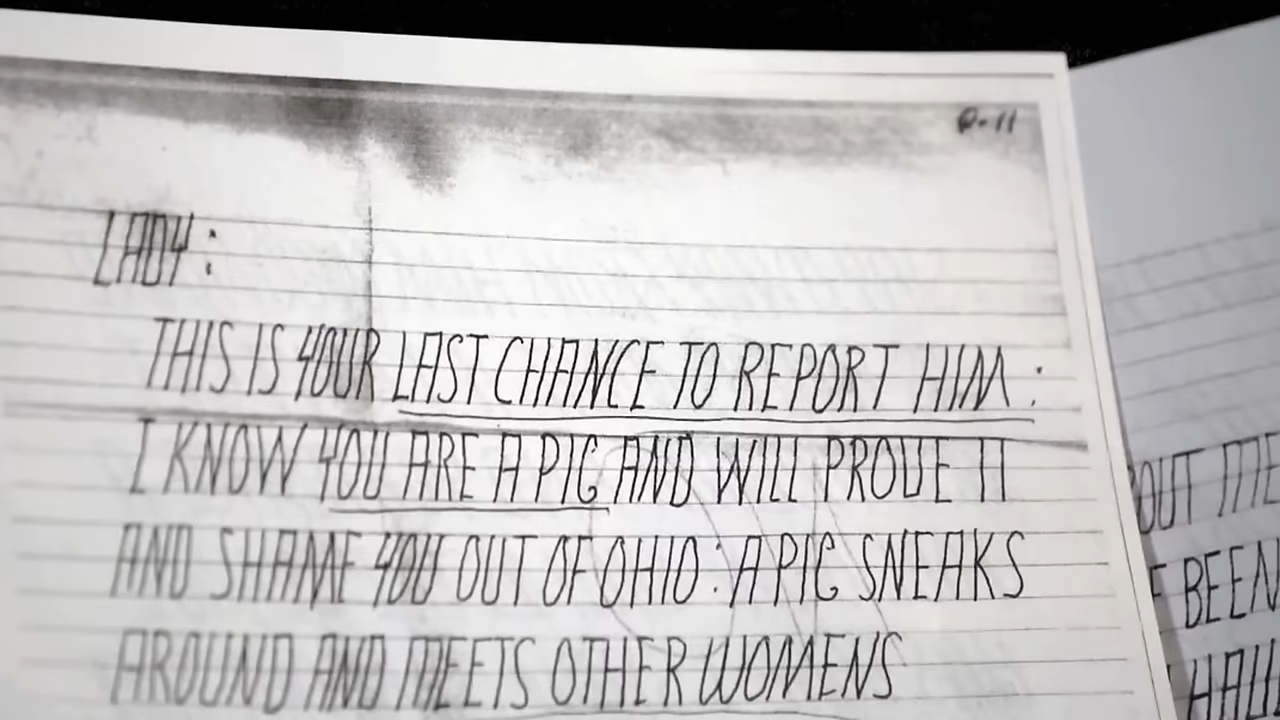 Q-11
LADY:
THIS IS YOUR LAST CHANCE TO REPORT HIM:
I KNOW YOU ARE A PIG AND WILL PROVE IT
AND SHAME YOU OUT OF OHIO: A PIG SNEAKS
AROUND AND MEETS OTHER WOMENS
OUT ME
BEEN